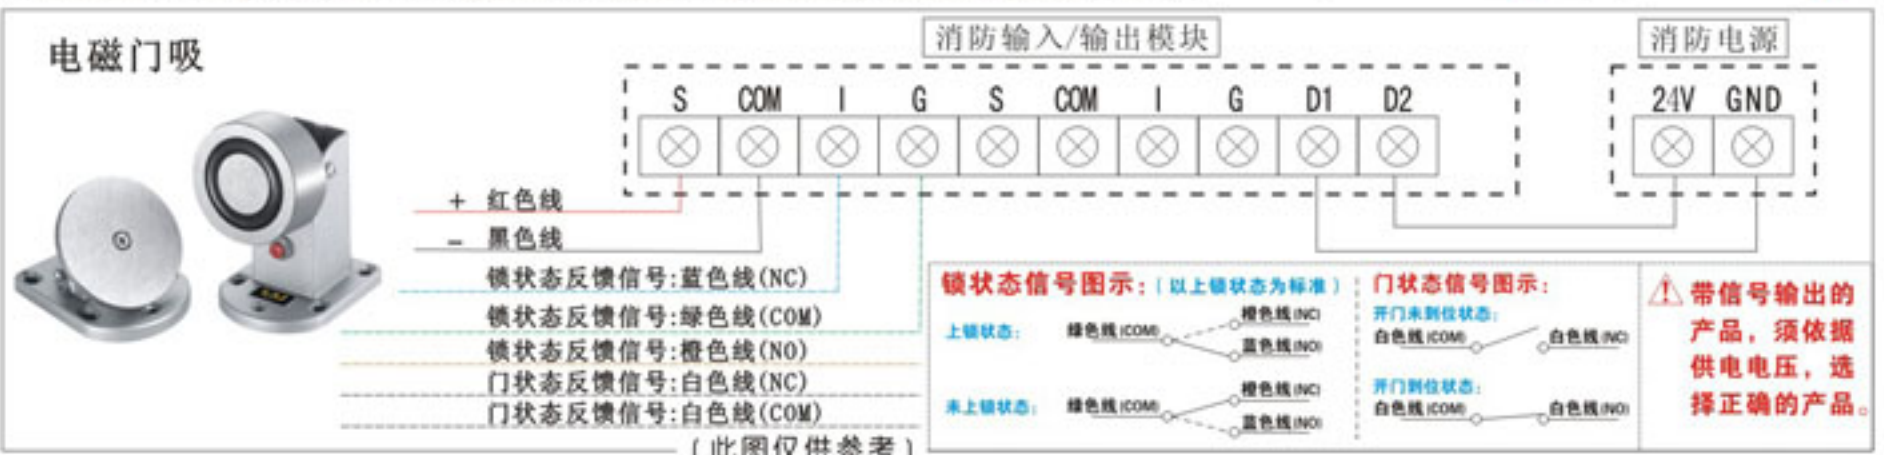 电磁门吸
消防输入/输出模块
消防电源
S COM I G S COM I G D1 D2
24V GND
+ 红色线
- 黑色线
锁状态反馈信号:蓝色线(NC)
锁状态反馈信号:绿色线(COM)
锁状态反馈信号:橙色线(NO)
门状态反馈信号:白色线(NC)
门状态反馈信号:白色线(COM)
(此图仅供参考)
锁状态信号图示:(以上锁状态为标准)
上锁状态:
绿色线(COM)
橙色线(NC)
蓝色线(NO)
未上锁状态:
绿色线(COM)
橙色线(NC)
蓝色线(NO)
门状态信号图示:
开门未到位状态:
白色线(COM) 白色线(NC)
开门到位状态:
白色线(COM) 白色线(NO)
带信号输出的
产品，须依据
供电电压，选
择正确的产品。